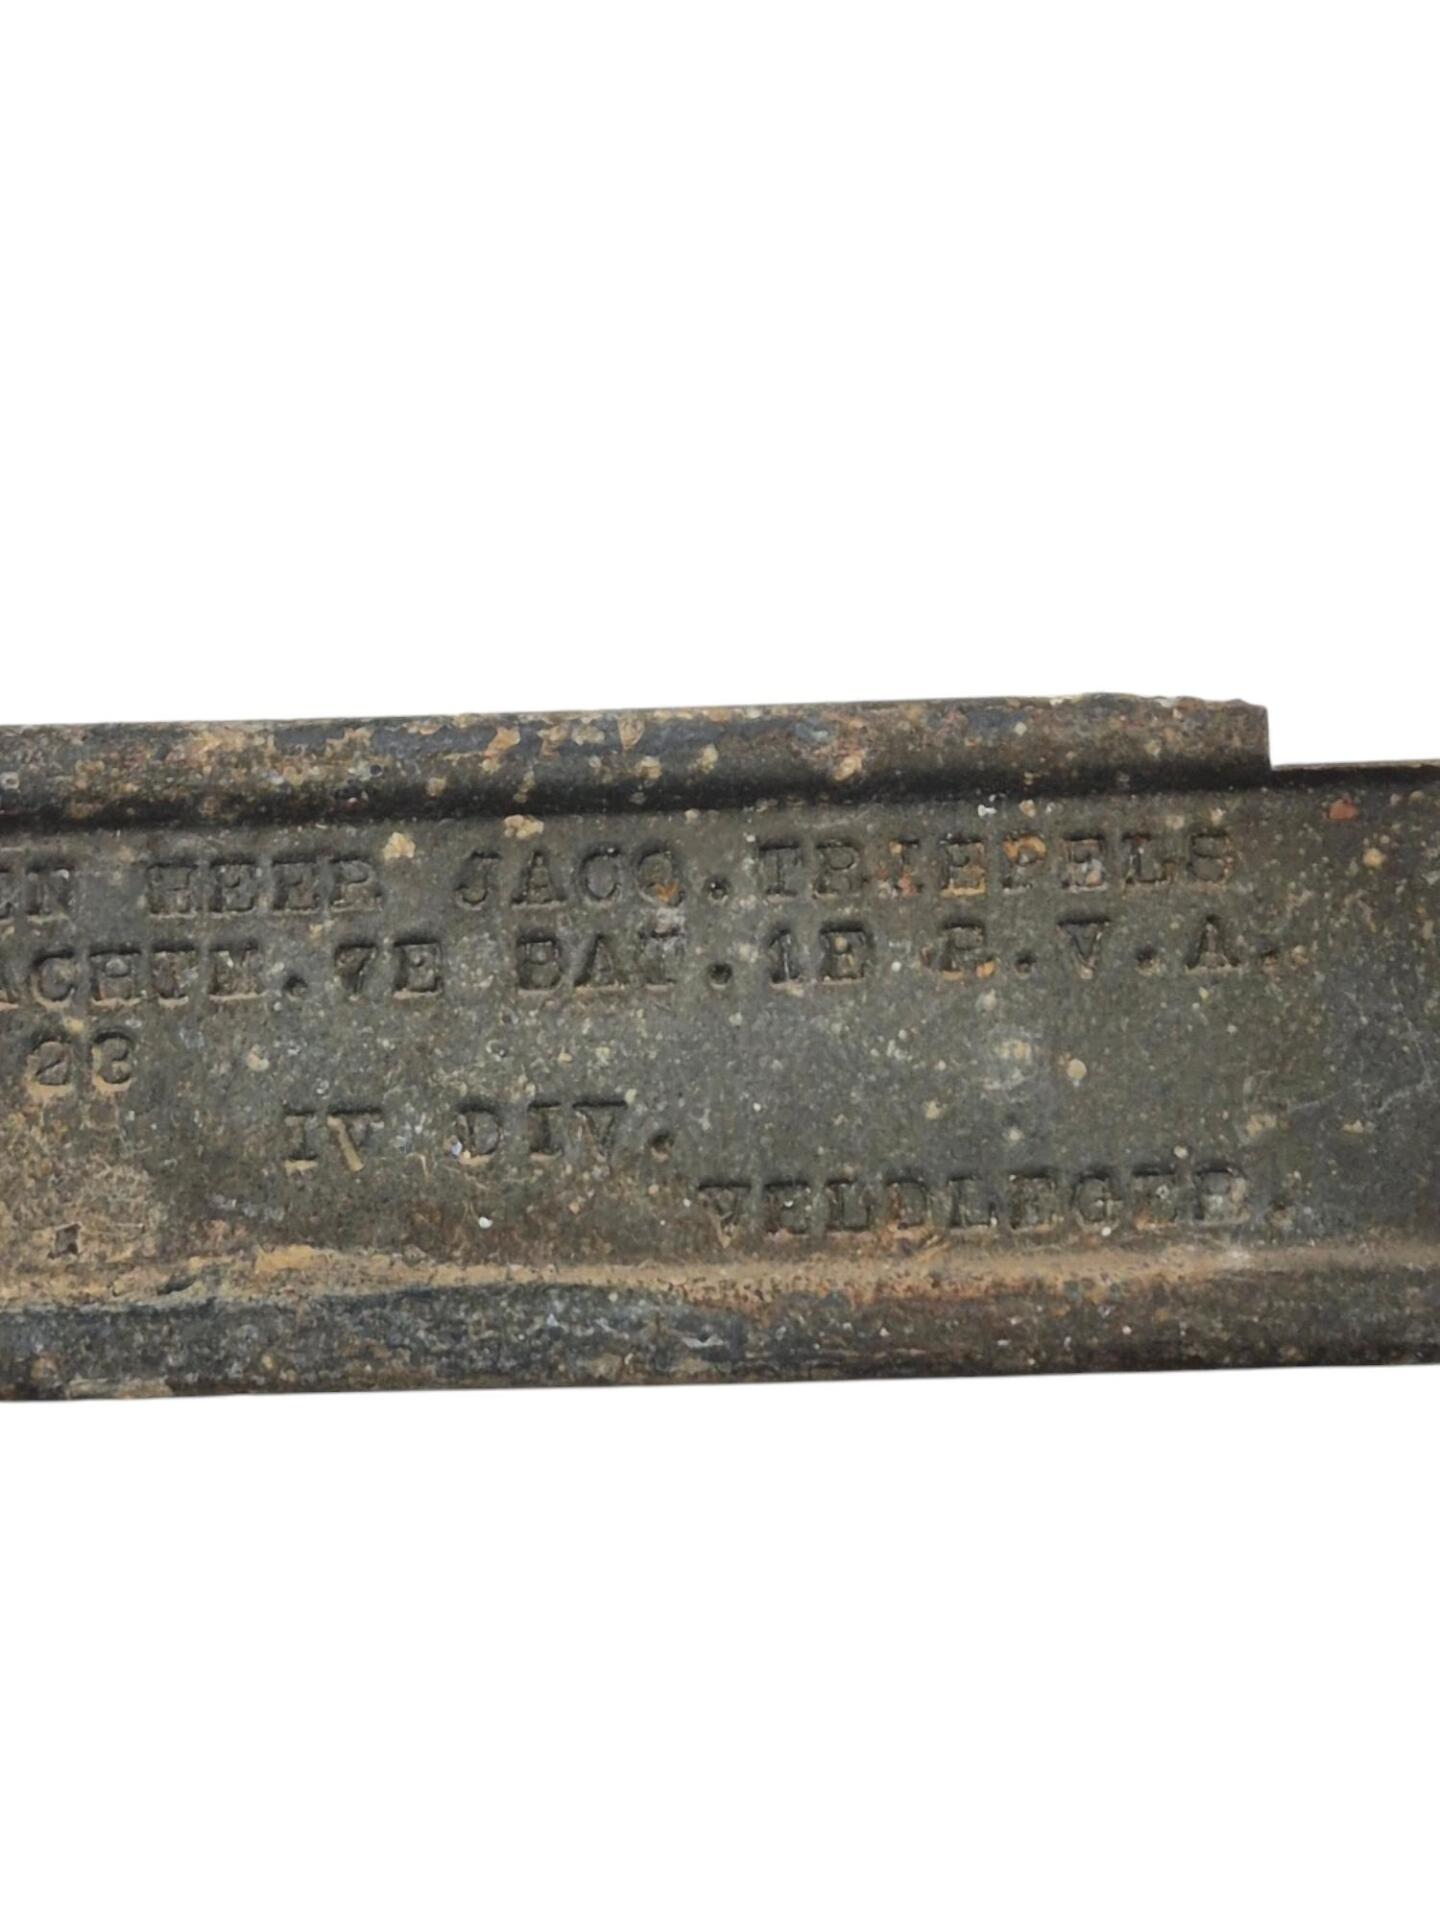 EN HEER JACQ.TRIEPELS
ACHTM.7E BAT.1E R.V.A.
23
IV DIV.
VELDLEGER.